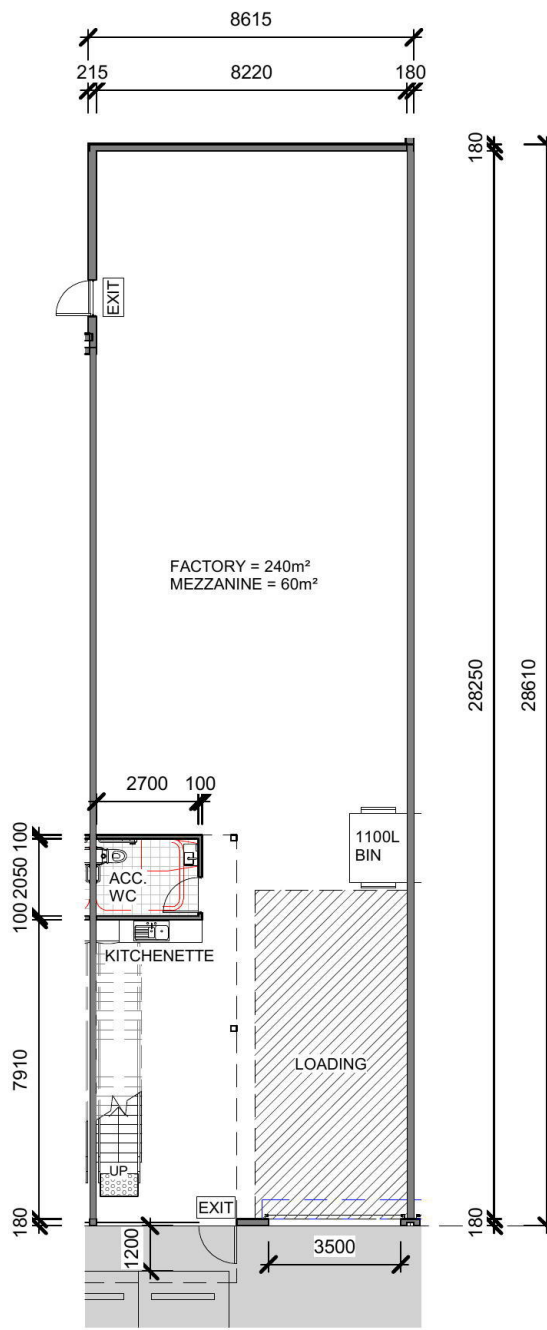 8615
215 8220 180
180
EXIT
FACTORY = 240m²
MEZZANINE = 60m²
28250
28610
2700 100
100
2050
100
1100L
BIN
ACC.
WC
KITCHENETTE
7910
LOADING
UP
EXIT
180
180
1200
3500